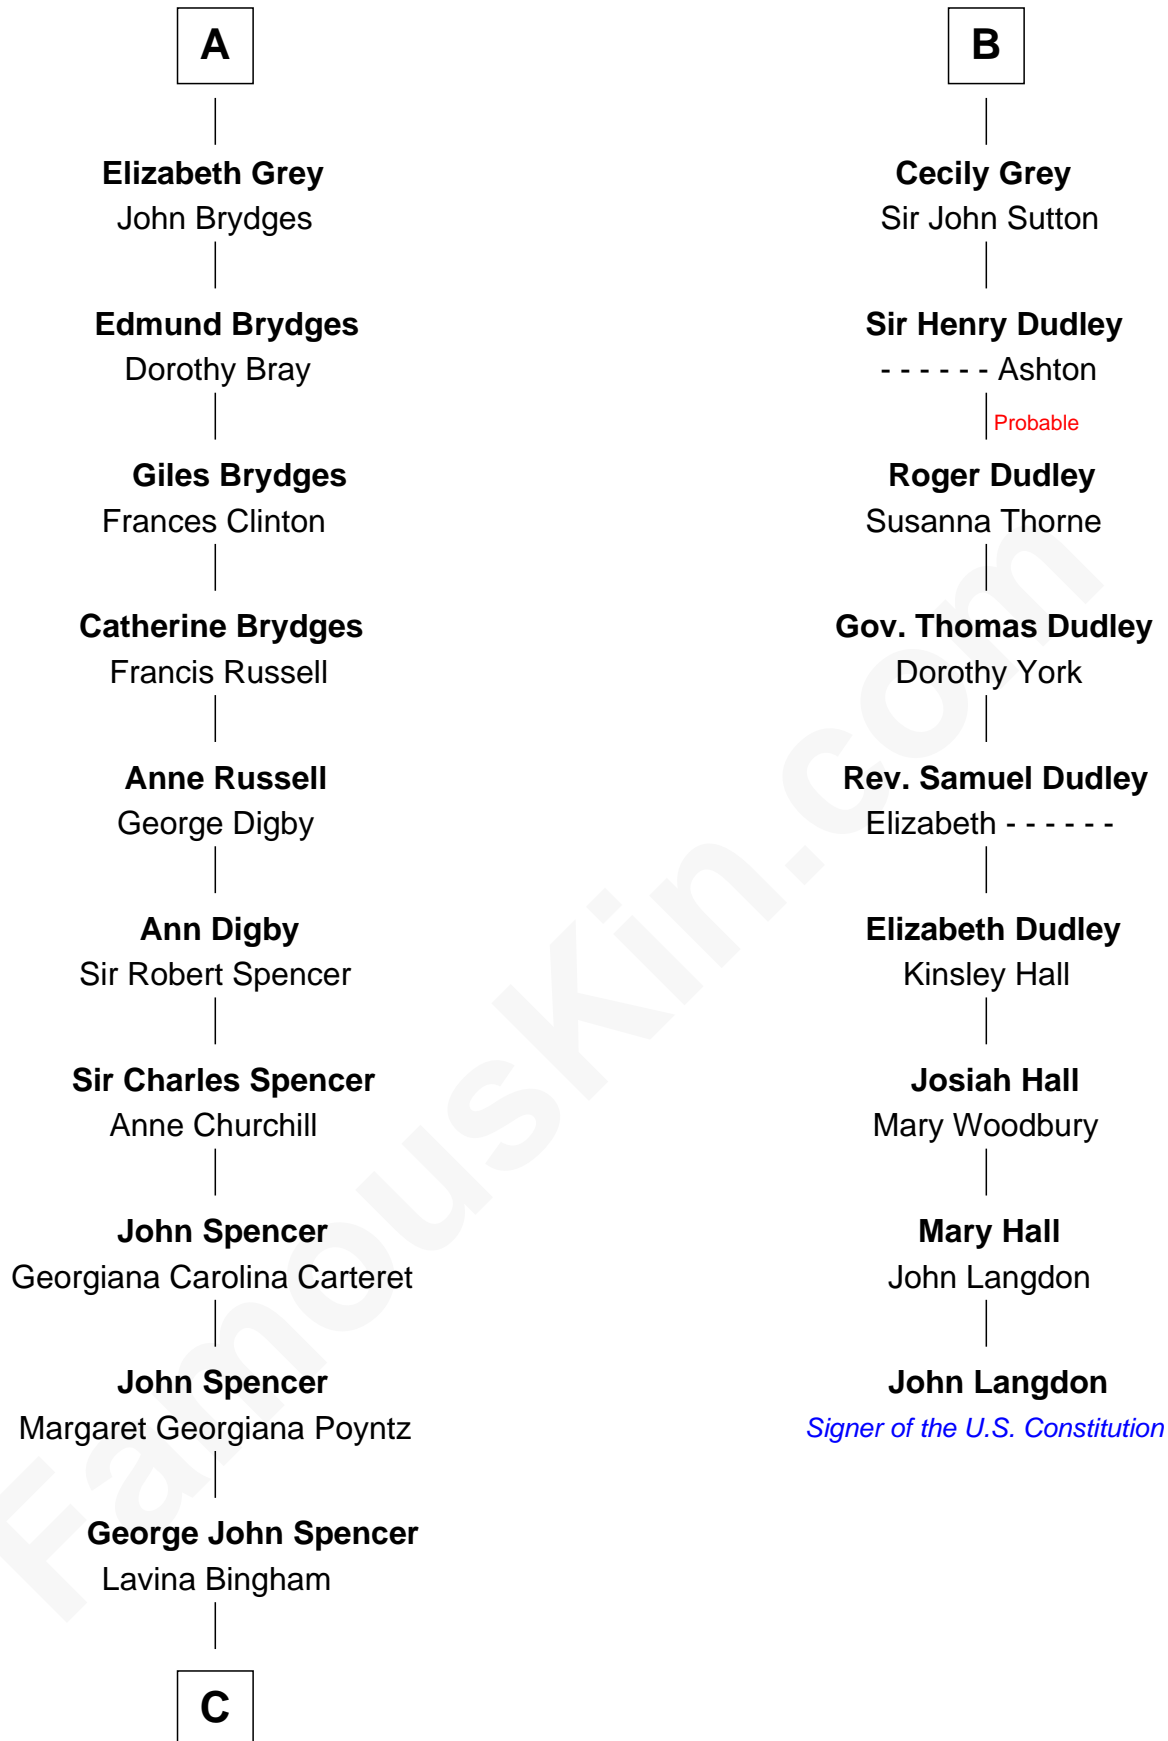 A
Elizabeth Grey
John Brydges
Edmund Brydges
Dorothy Bray
Giles Brydges
Frances Clinton
Catherine Brydges
Francis Russell
Anne Russell
George Digby
Ann Digby
Sir Robert Spencer
Sir Charles Spencer
Anne Churchill
John Spencer
Georgiana Carolina Carteret
John Spencer
Margaret Georgiana Poyntz
George John Spencer
Lavina Bingham
C
B
Cecily Grey
Sir John Sutton
Sir Henry Dudley
- - - - - - Ashton
Probable
Roger Dudley
Susanna Thorne
Gov. Thomas Dudley
Dorothy York
Rev. Samuel Dudley
Elizabeth - - - - - -
Elizabeth Dudley
Kinsley Hall
Josiah Hall
Mary Woodbury
Mary Hall
John Langdon
John Langdon
Signer of the U.S. Constitution
FamousKin.com